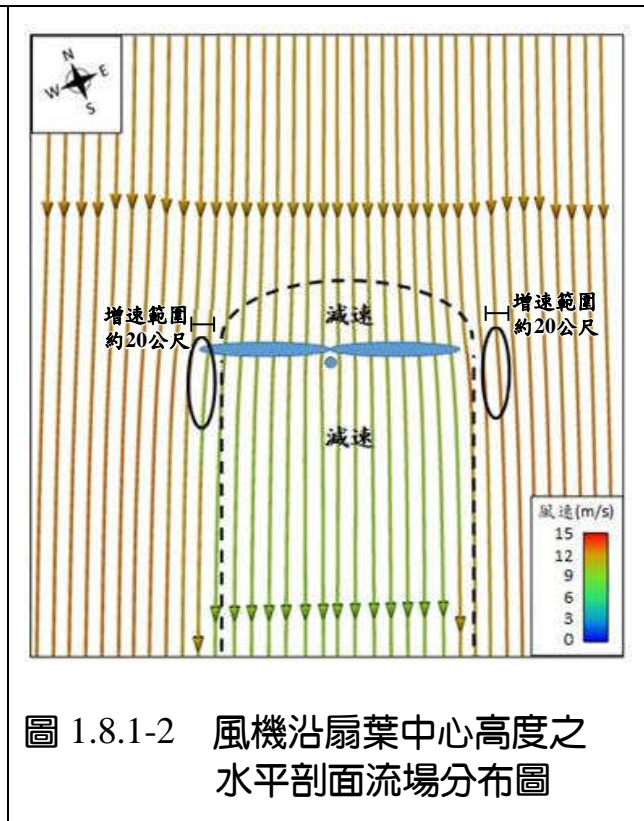 N
E
W
S
增速範圍
約20公尺
減速
增速範圍
約20公尺
減速
風速(m/s)
15
12
9
6
3
0
圖 1.8.1-2 風機沿扇葉中心高度之
水平剖面流場分布圖